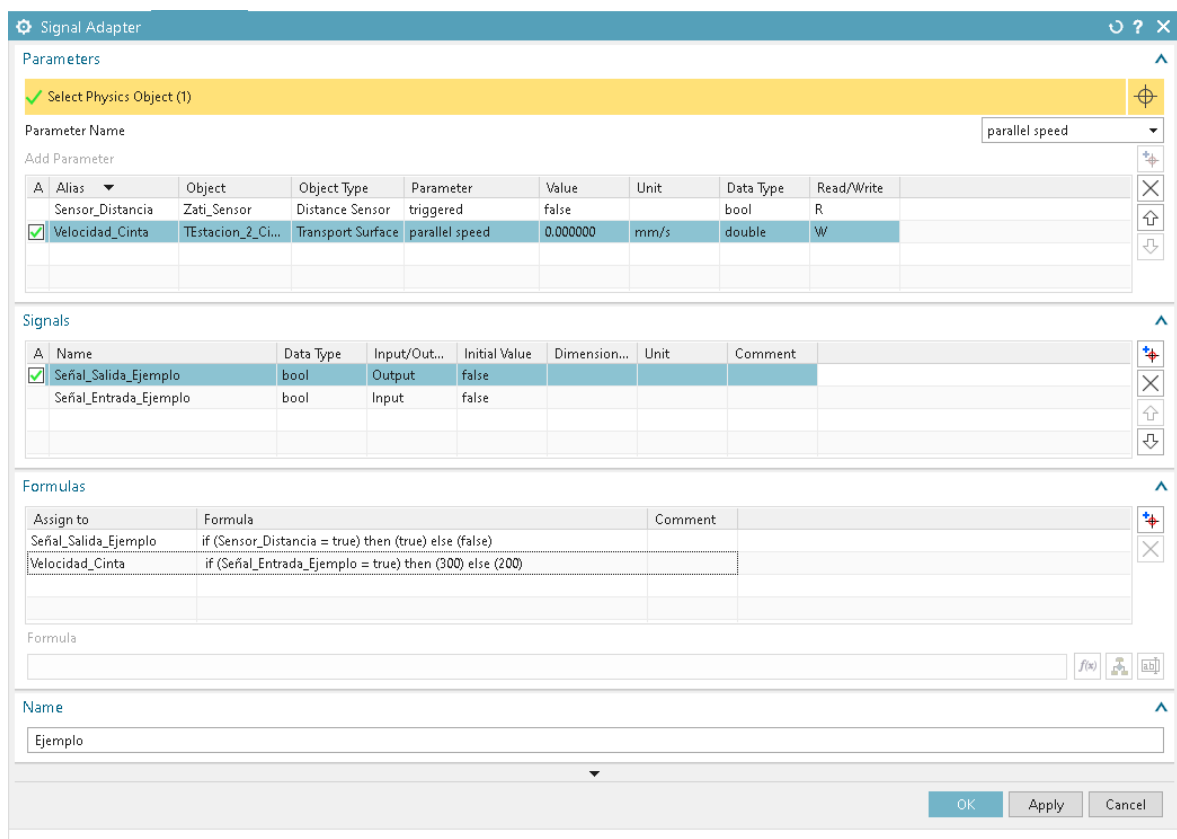 Signal Adapter
Parameters
Select Physics Object (1)
Parameter Name parallel speed
Add Parameter
A Alias Object Object Type Parameter Value Unit Data Type Read/Write
Sensor_Distancia Zati_Sensor Distance Sensor triggered false bool R
Velocidad_Cinta TEstacion_2_Ci... Transport Surface parallel speed 0.000000 mm/s double W
Signals
A Name Data Type Input/Out... Initial Value Dimension... Unit Comment
Señal_Salida_Ejemplo bool Output false
Señal_Entrada_Ejemplo bool Input false
Formulas
Assign to Formula Comment
Señal_Salida_Ejemplo if (Sensor_Distancia = true) then (true) else (false)
Velocidad_Cinta if (Señal_Entrada_Ejemplo = true) then (300) else (200)
Formula
f(x) ab
Name
Ejemplo
OK Apply Cancel